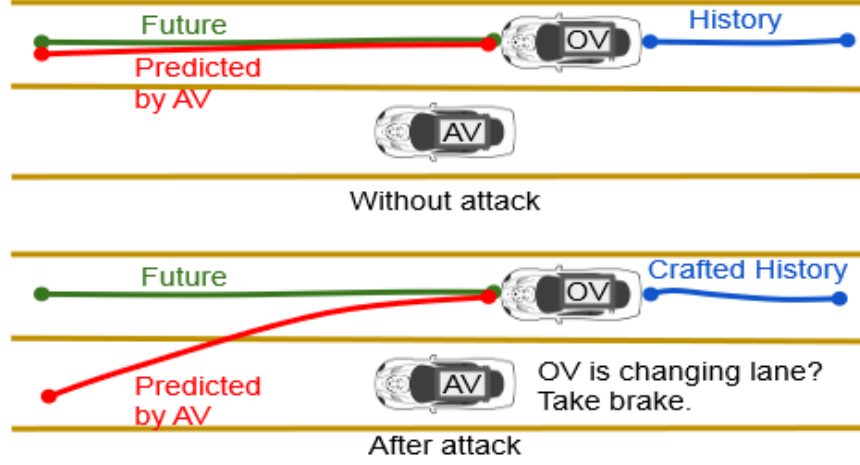 Future
History
OV
Predicted
by AV
AV
Without attack
Future
Crafted History
OV
Predicted
by AV
AV
OV is changing lane?
Take brake.
After attack